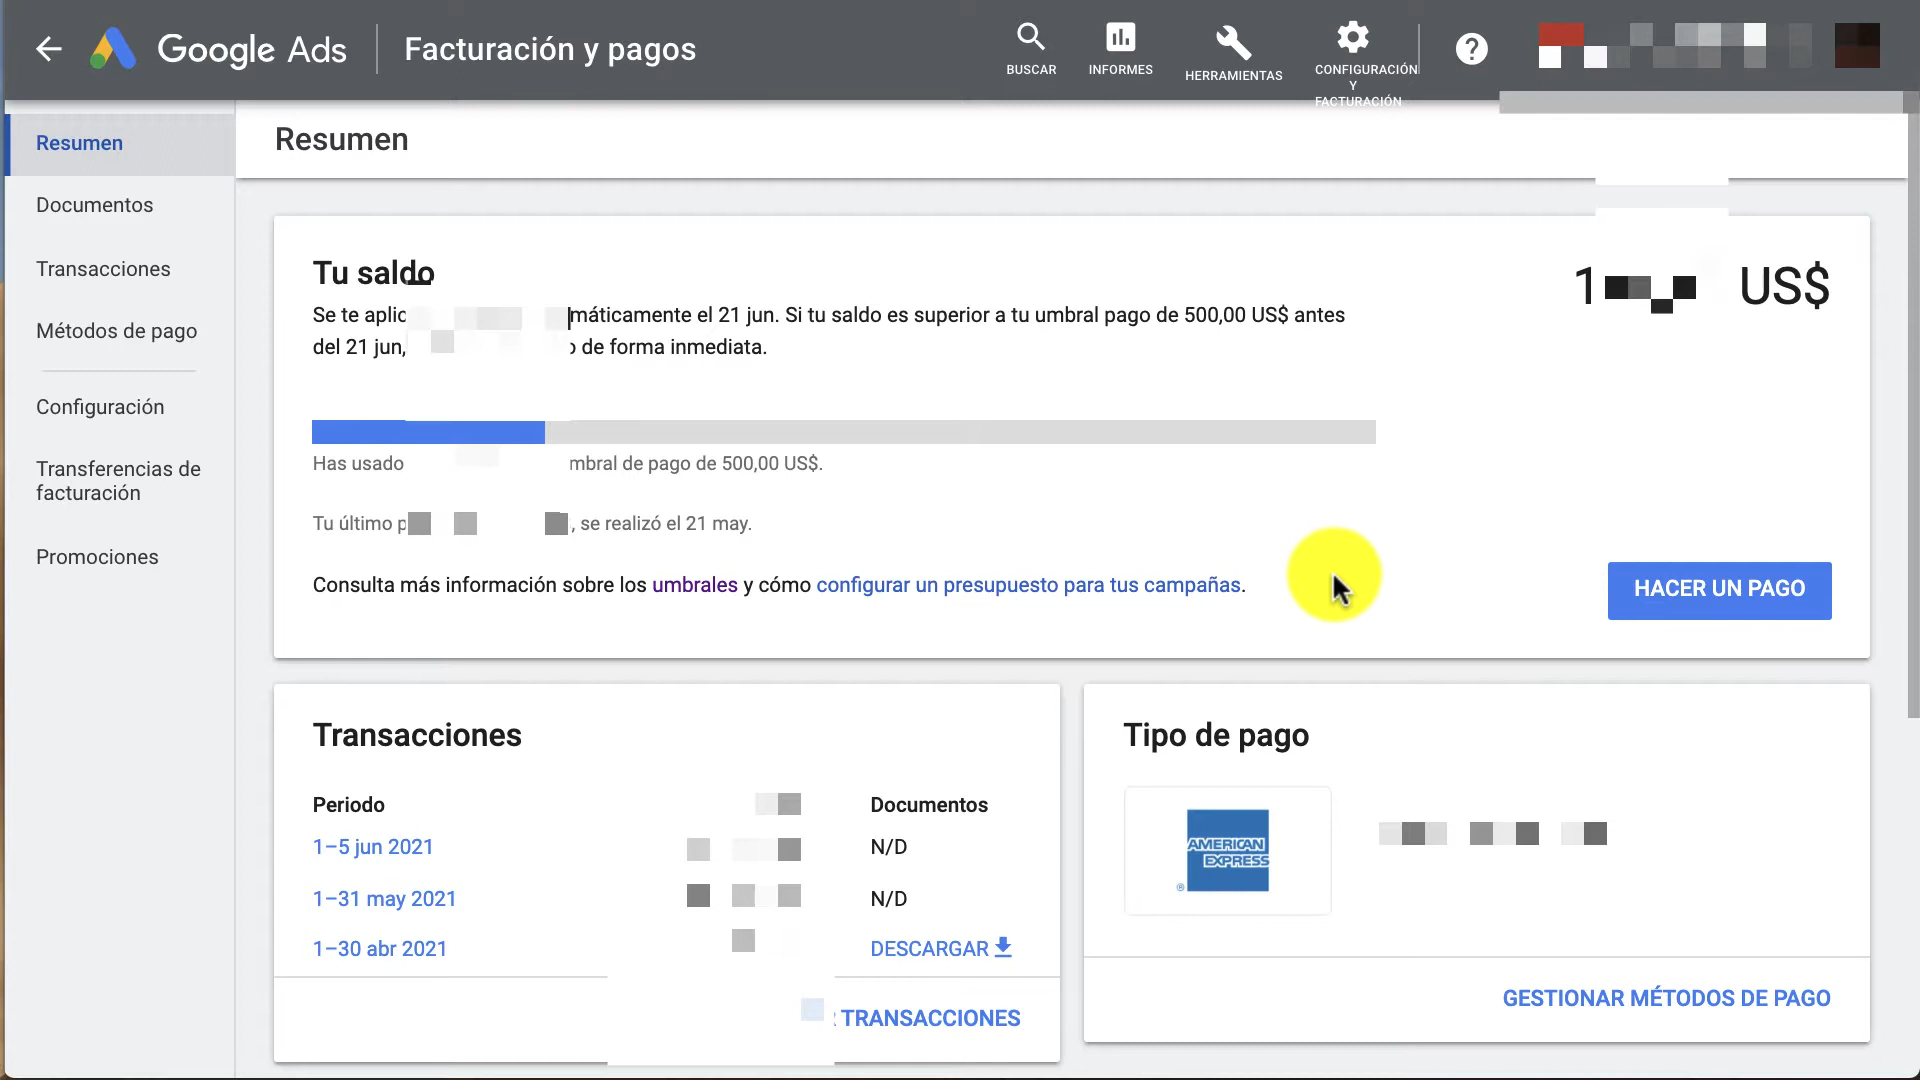 Google Ads
Facturación y pagos
BUSCAR
INFORMES
HERRAMIENTAS
CONFIGURACIÓN
Y
FACTURACIÓN
Resumen
Documentos
Transacciones
Métodos de pago
Configuración
Transferencias de
facturación
Promociones
Resumen
Tu saldo
1 US$
Se te aplic máticamente el 21 jun. Si tu saldo es superior a tu umbral pago de 500,00 US$ antes
del 21 jun, o de forma inmediata.
Has usado mbral de pago de 500,00 US$.
Tu último p , se realizó el 21 may.
Consulta más información sobre los umbrales y cómo configurar un presupuesto para tus campañas.
HACER UN PAGO
Transacciones
Periodo Documentos
1–5 jun 2021 N/D
1–31 may 2021 N/D
1–30 abr 2021 DESCARGAR
TRANSACCIONES
Tipo de pago
AMERICAN
EXPRESS
®
GESTIONAR MÉTODOS DE PAGO